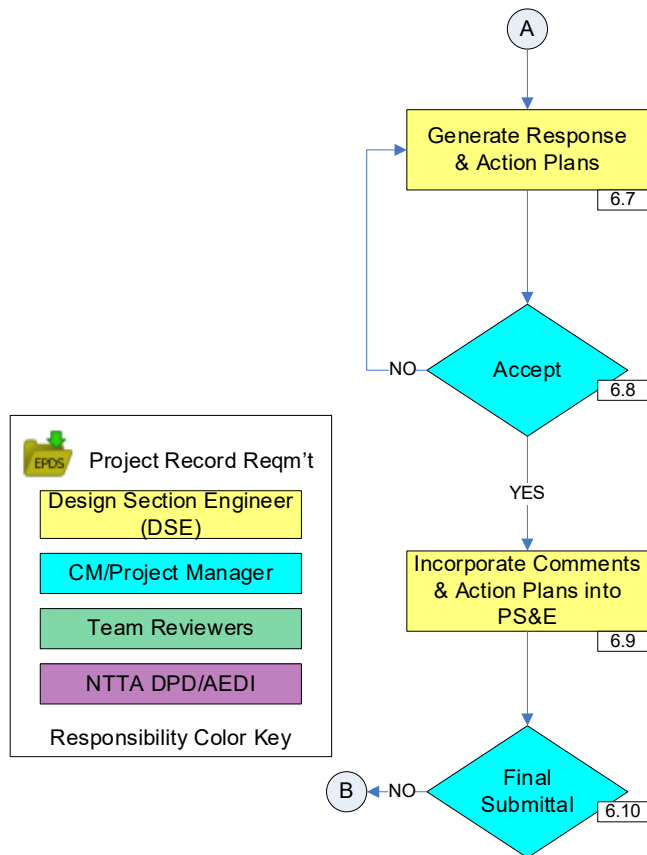 A
Generate Response
& Action Plans
6.7
Accept
6.8
NO
YES
Incorporate Comments
& Action Plans into
PS&E
6.9
Final
Submittal
6.10
NO
B
EPDS
Project Record Reqm't
Design Section Engineer
(DSE)
CM/Project Manager
Team Reviewers
NTTA DPD/AEDI
Responsibility Color Key